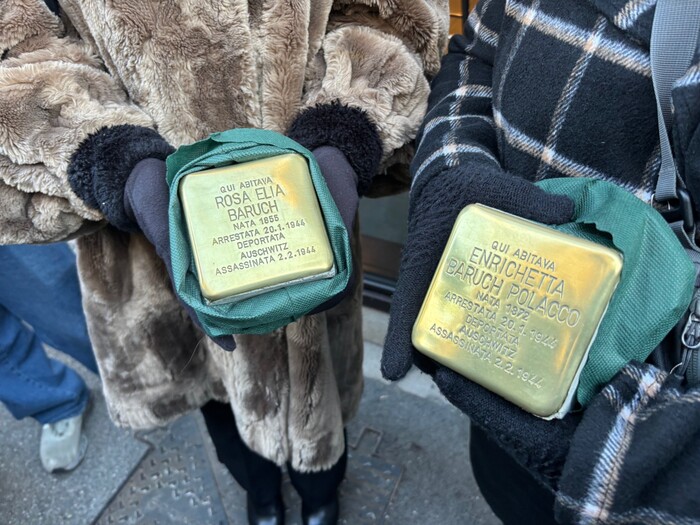 QUI ABITAVA
ROSA ELIA
BARUCH
NATA 1855
ARRESTATA 20.1.1944
DEPORTATA
AUSCHWITZ
ASSASSINATA 2.2.1944
QUI ABITAVA
ENRICHETTA
BARUCH POLACCO
NATA 1872
ARRESTATA 20.1.1944
DEPORTATA
AUSCHWITZ
ASSASSINATA 2.2.1944